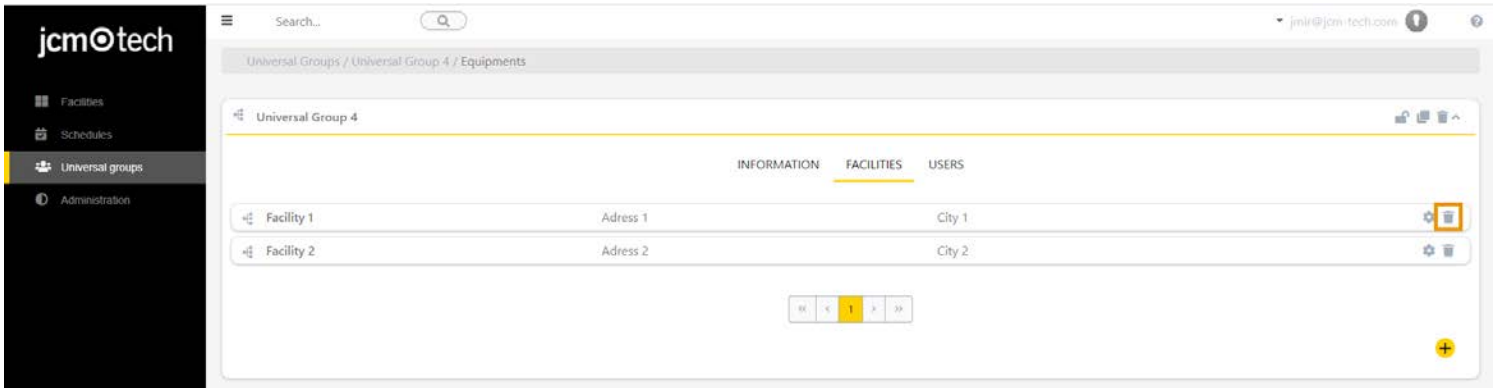 jcm tech
Search...
jmir@jcm-tech.com
Universal Groups / Universal Group 4 / Equipments
Facilities
Schedules
Universal groups
Administration
Universal Group 4
INFORMATION FACILITIES USERS
Facility 1 Adress 1 City 1
Facility 2 Adress 2 City 2
« < 1 > »
+